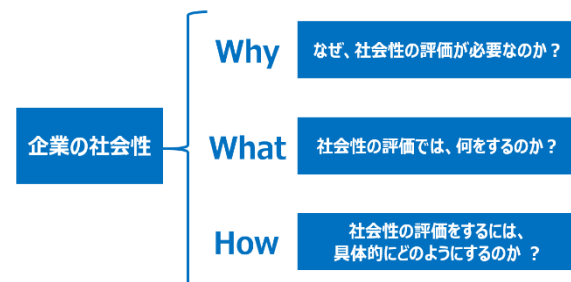 企業の社会性
Why
なぜ、社会性の評価が必要なのか？
What
社会性の評価では、何をするのか？
How
社会性の評価をするには、
具体的にどのようにするのか ？